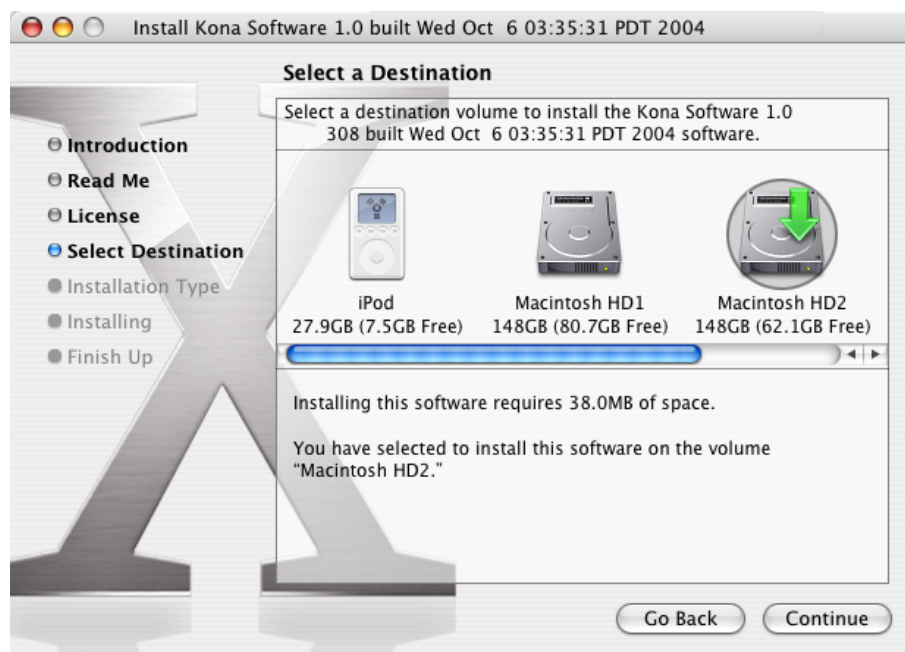 Install Kona Software 1.0 built Wed Oct  6 03:35:31 PDT 2004
Select a Destination
Introduction
Read Me
License
Select Destination
Installation Type
Installing
Finish Up
Select a destination volume to install the Kona Software 1.0
308 built Wed Oct  6 03:35:31 PDT 2004 software.
iPod
27.9GB (7.5GB Free)
Macintosh HD1
148GB (80.7GB Free)
Macintosh HD2
148GB (62.1GB Free)
Installing this software requires 38.0MB of space.
You have selected to install this software on the volume
“Macintosh HD2.”
Go Back
Continue